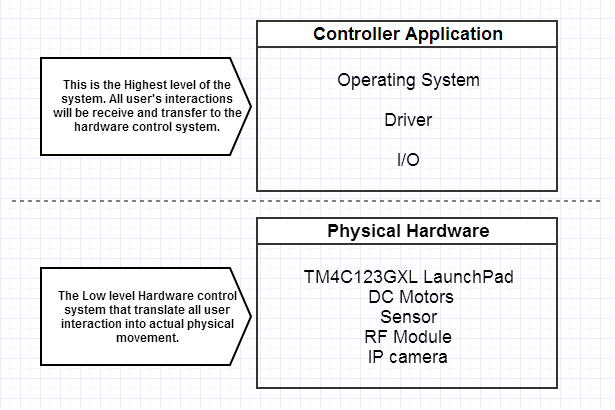 Controller Application
This is the Highest level of the
system. All user's interactions
will be receive and transfer to the
hardware control system.
Operating System
Driver
I/O
Physical Hardware
The Low level Hardware control
system that translate all user
interaction into actual physical
movement.
TM4C123GXL LaunchPad
DC Motors
Sensor
RF Module
IP camera